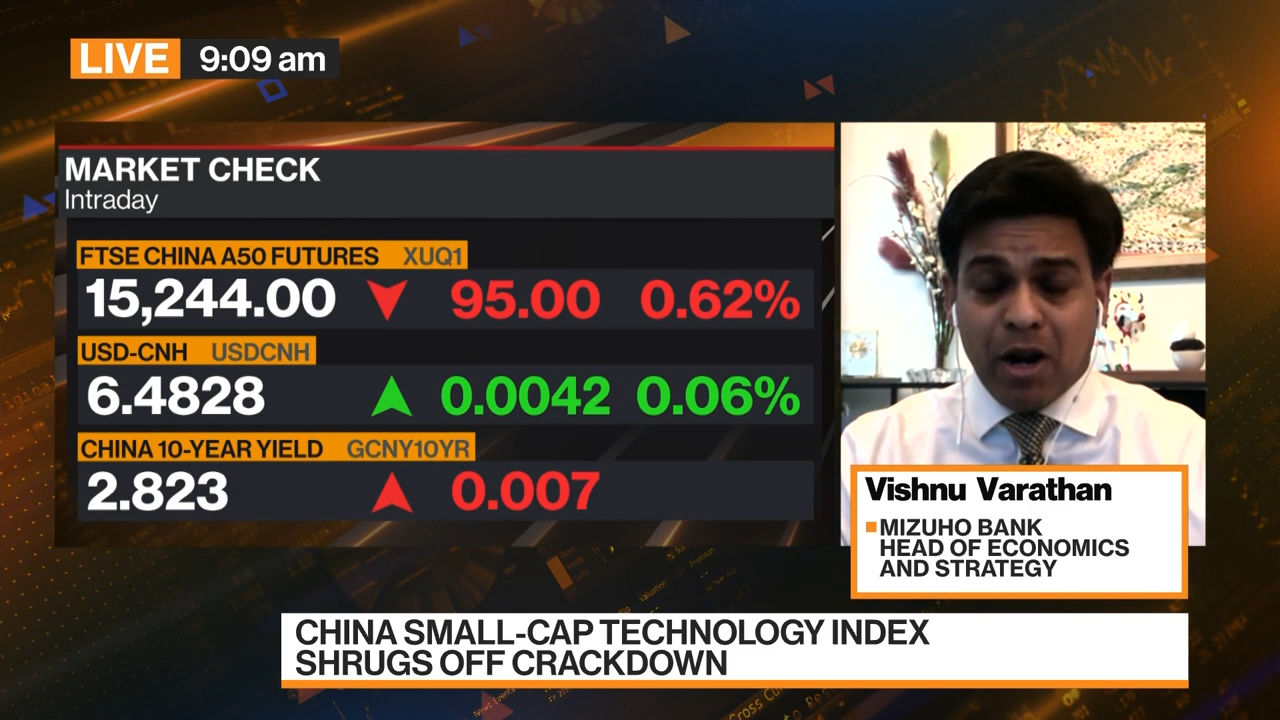 LIVE 9:09 am
MARKET CHECK
Intraday
FTSE CHINA A50 FUTURES XUQ1
15,244.00 95.00 0.62%
USD-CNH USDCNH
6.4828 0.0042 0.06%
CHINA 10-YEAR YIELD GCNY10YR
2.823 0.007
Vishnu Varathan
MIZUHO BANK
HEAD OF ECONOMICS
AND STRATEGY
CHINA SMALL-CAP TECHNOLOGY INDEX
SHRUGS OFF CRACKDOWN